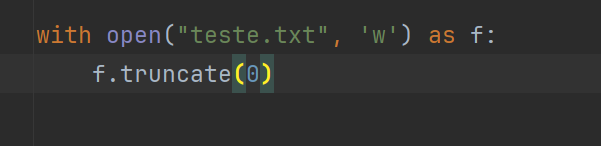 with open("teste.txt", 'w') as f:
    f.truncate(0)